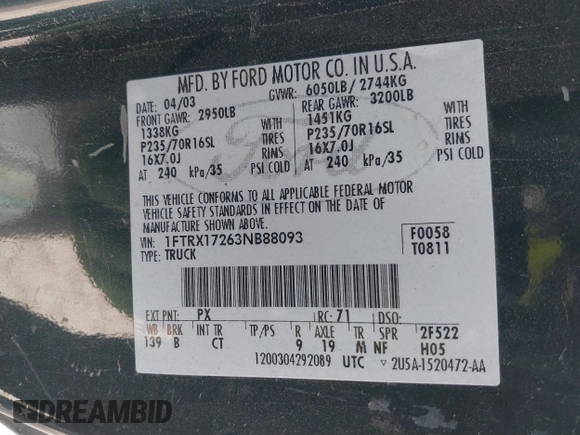 MFD. BY FORD MOTOR CO. IN U.S.A.
DATE: 04/03 GVWR: 6050LB/ 2744KG
FRONT GAWR: 2950LB REAR GAWR: 3200LB
1338KG WITH 1451KG WITH
P235/70R16SL TIRES P235/70R16SL TIRES
16X7.0J RIMS 16X7.0J RIMS
AT 240 kPa/35 PSI COLD AT 240 kPa/35 PSI COLD
THIS VEHICLE CONFORMS TO ALL APPLICABLE FEDERAL MOTOR
VEHICLE SAFETY STANDARDS IN EFFECT ON THE DATE OF
MANUFACTURE SHOWN ABOVE.
VIN: 1FTRX17263NB88093 F0058
TYPE: TRUCK T0811
EXT PNT: PX RC: 71 DSO:
WB BRK INT TR TP/PS R AXLE TR SPR 2F522
139 B CT 9 19 M NF H05
1200304292089 UTC 2U5A-1520472-AA
Ford
DREAMBID